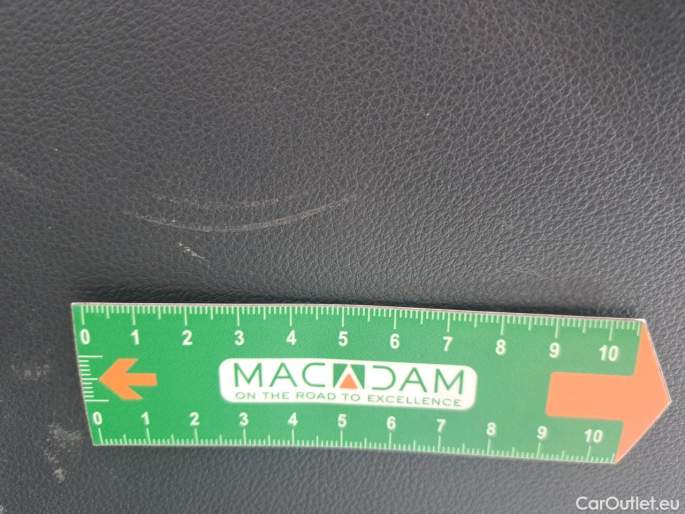 0 1 2 3 4 5 6 7 8 9 10
MACADAM
ON THE ROAD TO EXCELLENCE
0 1 2 3 4 5 6 7 8 9 10
CarOutlet.eu